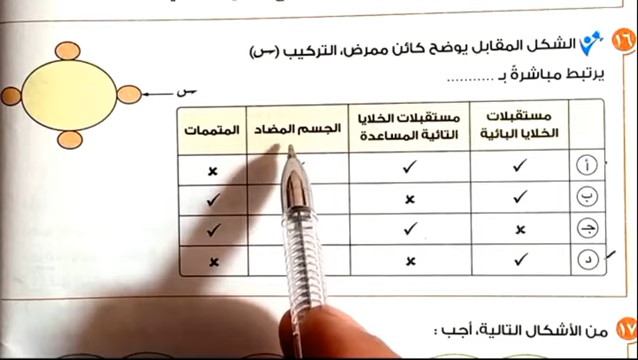 ١٦ الشكل المقابل يوضح كائن ممرض، التركيب (س)
يرتبط مباشرةً بـ ...........
س
مستقبلات الخلايا البائية مستقبلات الخلايا التائية المساعدة الجسم المضاد المتممات
أ ✓ ✓ ✗
ب ✓ ✗ ✓
جـ ✗ ✓ ✓
د ✓ ✗ ✗
١٧ من الأشكال التالية، أجب :